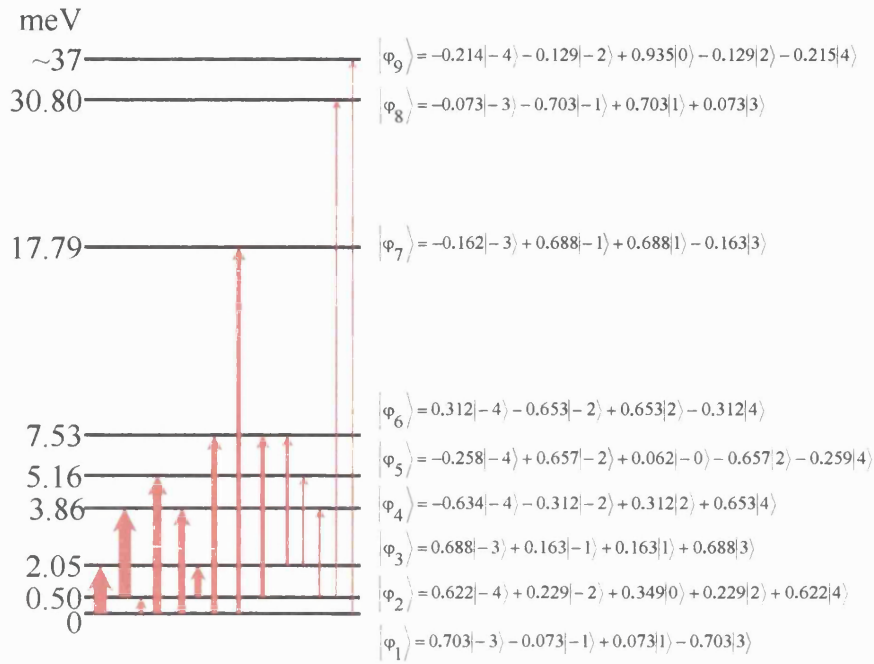 meV
~37
|φ9⟩ = −0.214|−4⟩ − 0.129|−2⟩ + 0.935|0⟩ − 0.129|2⟩ − 0.215|4⟩
30.80
|φ8⟩ = −0.073|−3⟩ − 0.703|−1⟩ + 0.703|1⟩ + 0.073|3⟩
17.79
|φ7⟩ = −0.162|−3⟩ + 0.688|−1⟩ + 0.688|1⟩ − 0.163|3⟩
7.53
|φ6⟩ = 0.312|−4⟩ − 0.653|−2⟩ + 0.653|2⟩ − 0.312|4⟩
5.16
|φ5⟩ = −0.258|−4⟩ + 0.657|−2⟩ + 0.062|−0⟩ − 0.657|2⟩ − 0.259|4⟩
3.86
|φ4⟩ = −0.634|−4⟩ − 0.312|−2⟩ + 0.312|2⟩ + 0.653|4⟩
2.05
|φ3⟩ = 0.688|−3⟩ + 0.163|−1⟩ + 0.163|1⟩ + 0.688|3⟩
0.50
|φ2⟩ = 0.622|−4⟩ + 0.229|−2⟩ + 0.349|0⟩ + 0.229|2⟩ + 0.622|4⟩
0
|φ1⟩ = 0.703|−3⟩ − 0.073|−1⟩ + 0.073|1⟩ − 0.703|3⟩